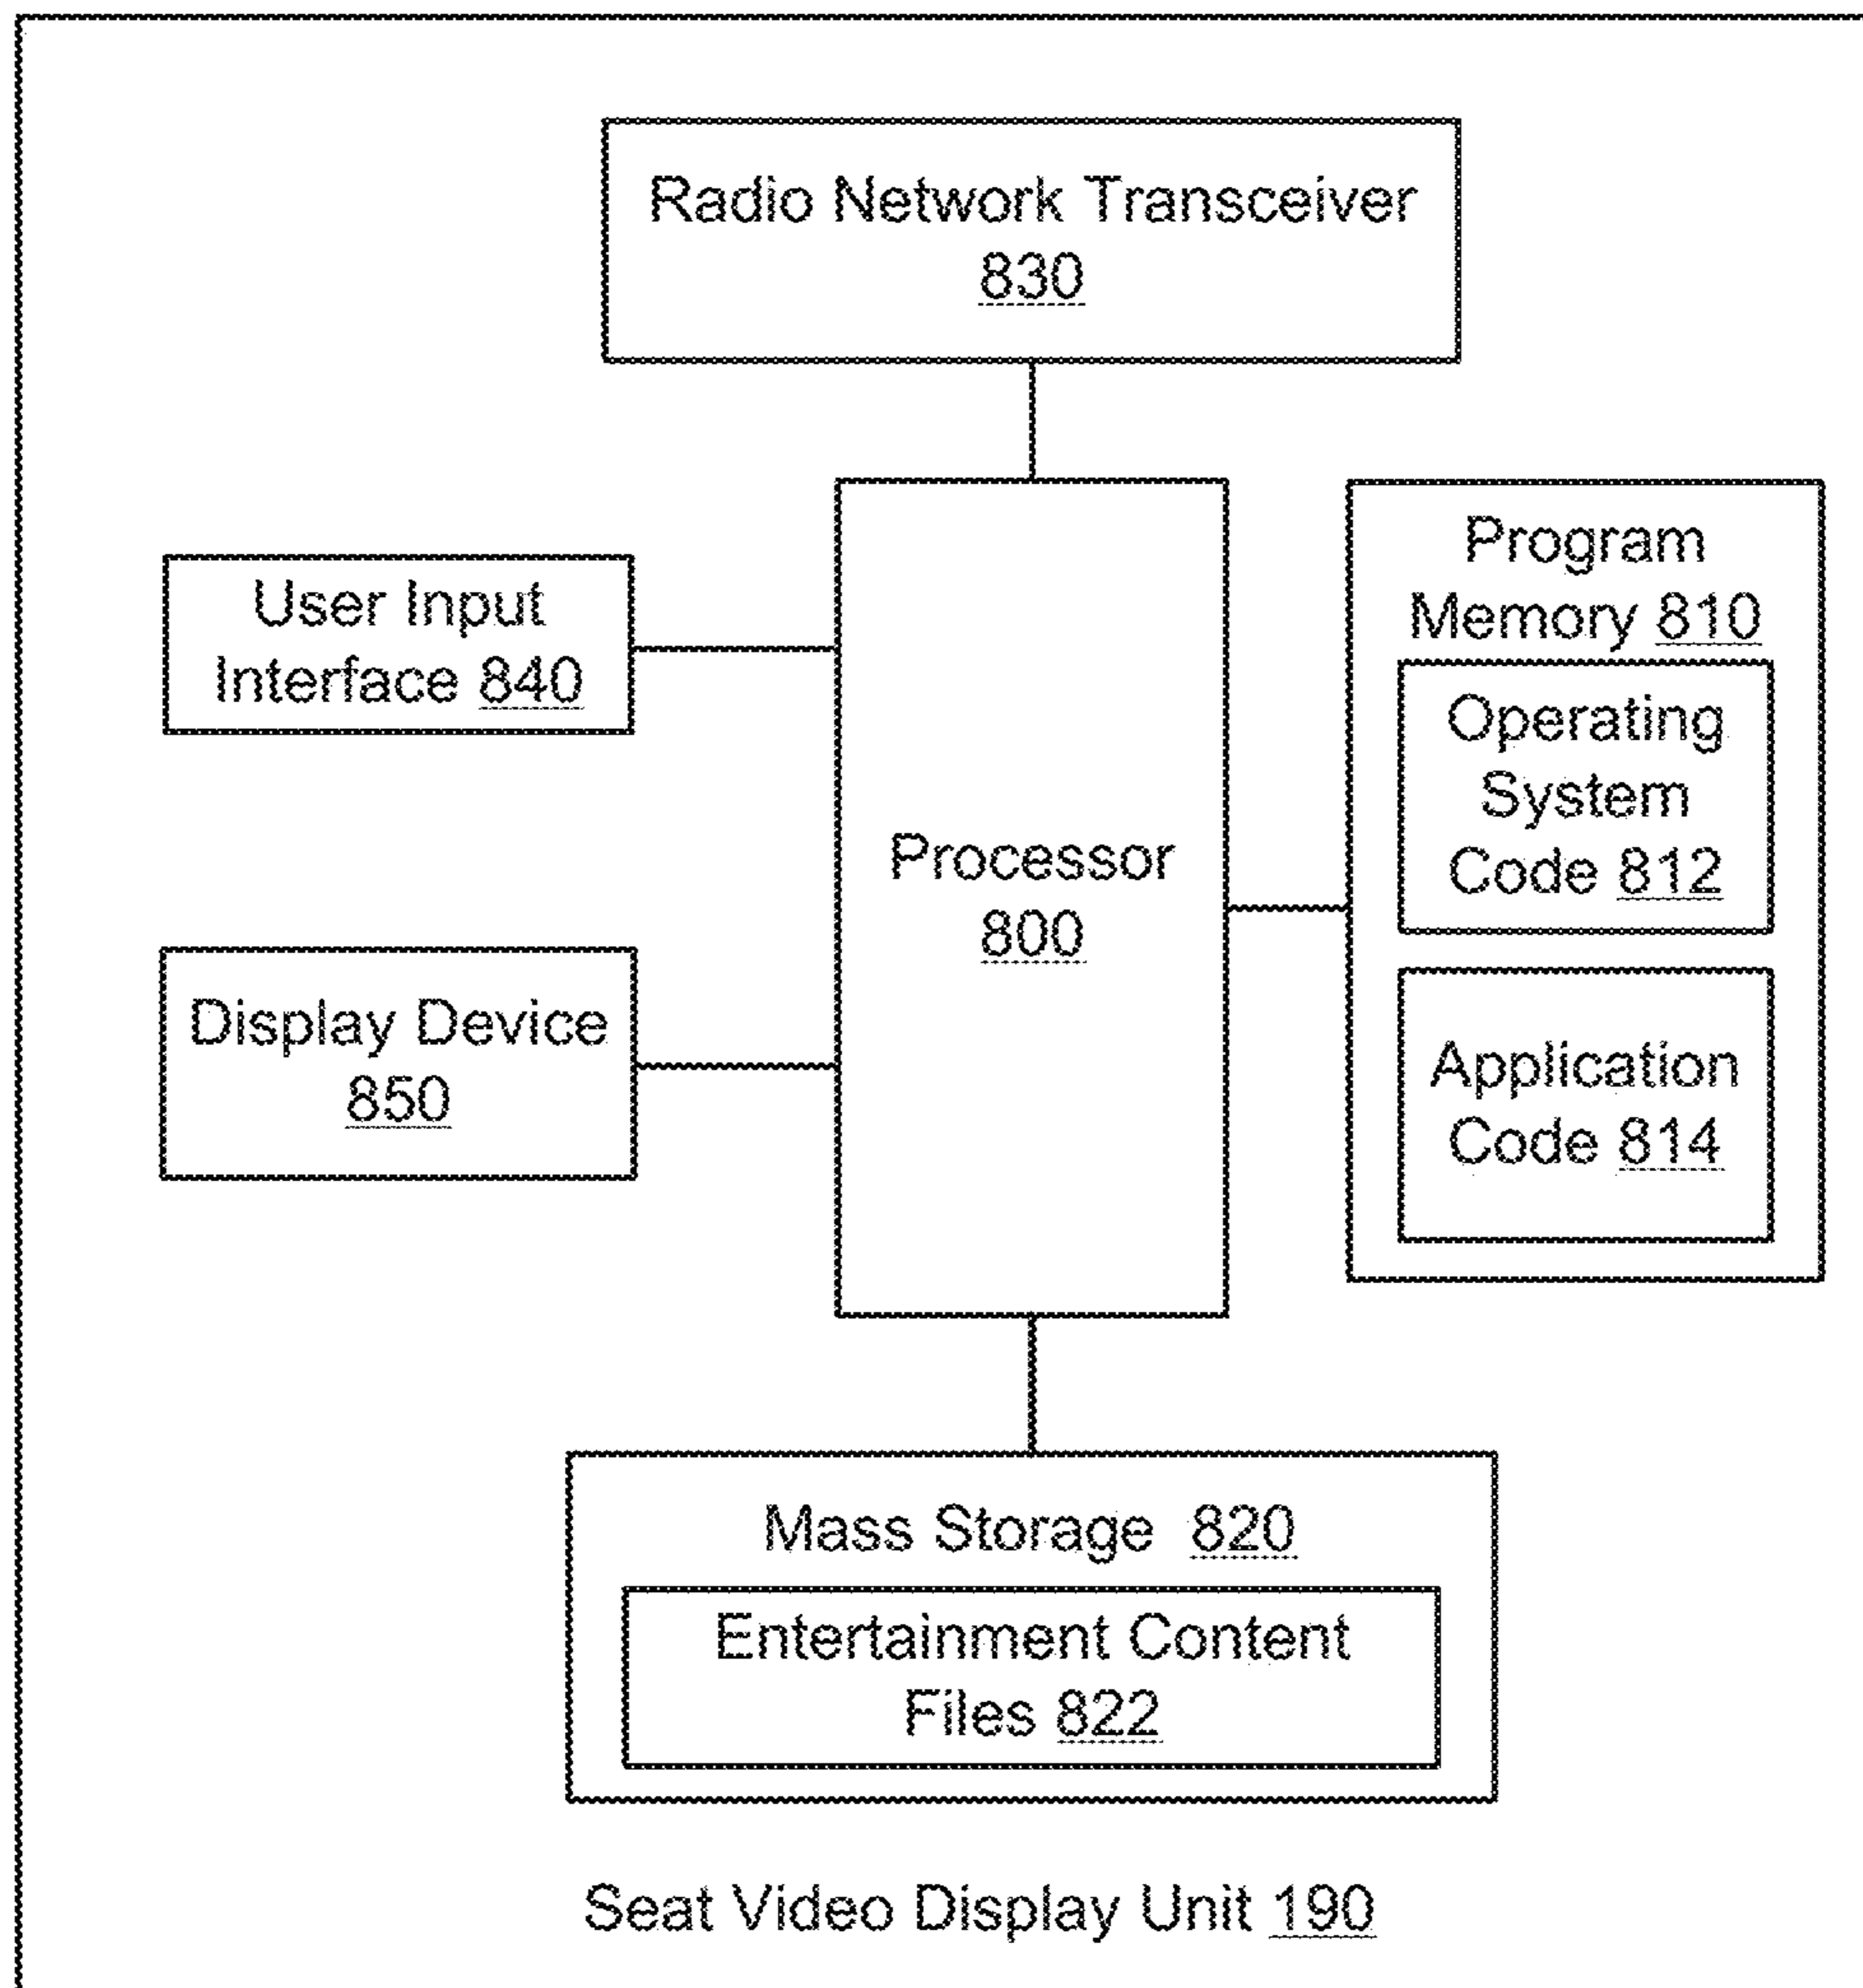 Radio Network Transceiver
830
User Input
Interface 840
Display Device
850
Processor
800
Program
Memory 810
Operating
System
Code 812
Application
Code 814
Mass Storage 820
Entertainment Content
Files 822
Seat Video Display Unit 190